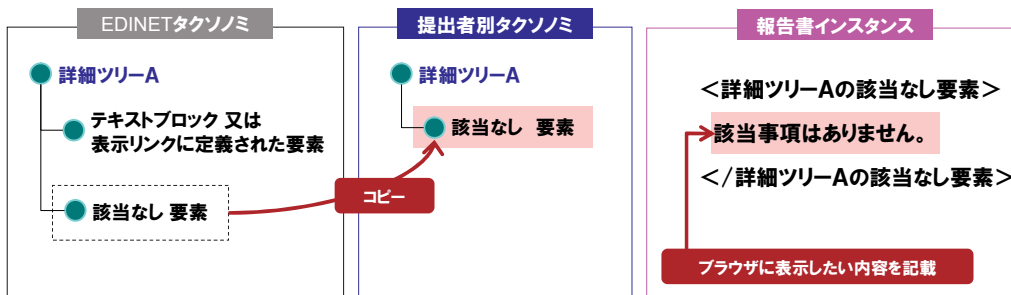 EDINETタクソノミ
詳細ツリーA
テキストブロック 又は
表示リンクに定義された要素
該当なし 要素
コピー
提出者別タクソノミ
詳細ツリーA
該当なし 要素
報告書インスタンス
＜詳細ツリーAの該当なし要素＞
該当事項はありません。
＜/詳細ツリーAの該当なし要素＞
ブラウザに表示したい内容を記載